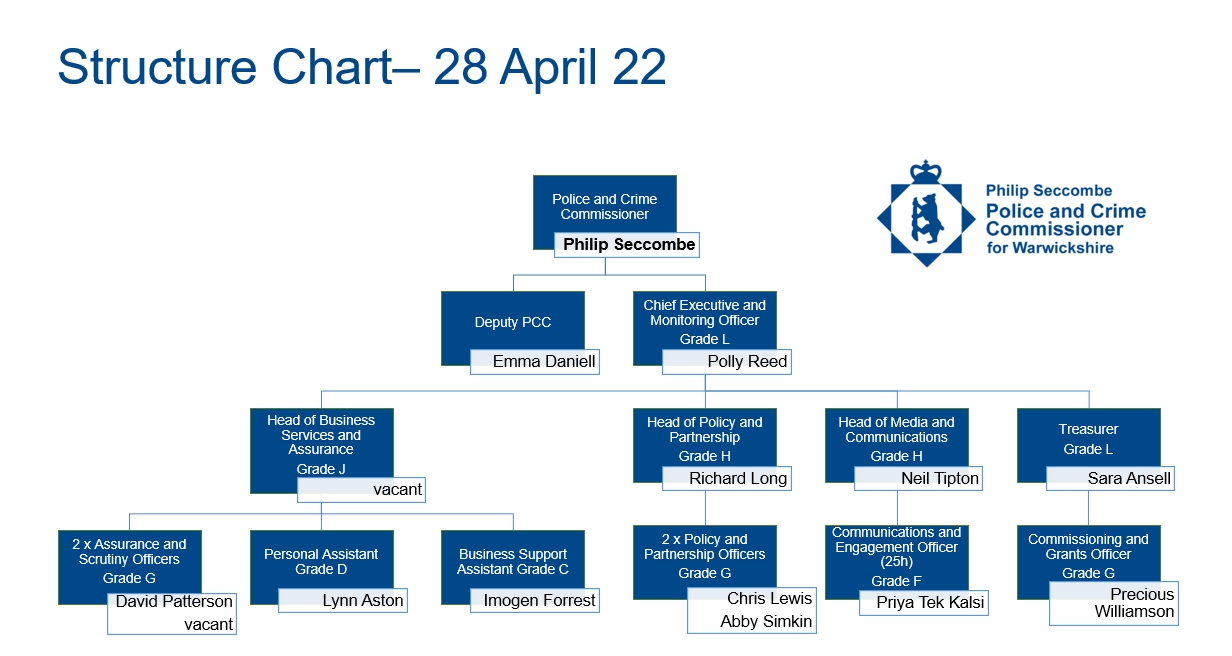 Structure Chart– 28 April 22
Philip Seccombe
Police and Crime
Commissioner
for Warwickshire
Police and Crime
Commissioner
Philip Seccombe
Deputy PCC
Emma Daniell
Chief Executive and
Monitoring Officer
Grade L
Polly Reed
Head of Business
Services and
Assurance
Grade J
vacant
Head of Policy and
Partnership
Grade H
Richard Long
Head of Media and
Communications
Grade H
Neil Tipton
Treasurer
Grade L
Sara Ansell
2 x Assurance and
Scrutiny Officers
Grade G
David Patterson
vacant
Personal Assistant
Grade D
Lynn Aston
Business Support
Assistant Grade C
Imogen Forrest
2 x Policy and
Partnership Officers
Grade G
Chris Lewis
Abby Simkin
Communications and
Engagement Officer
(25h)
Grade F
Priya Tek Kalsi
Commissioning and
Grants Officer
Grade G
Precious
Williamson